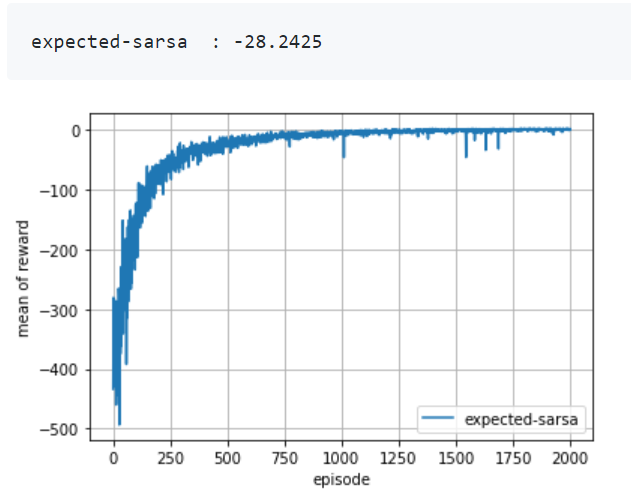 expected-sarsa  : -28.2425
0
−100
−200
−300
−400
−500
mean of reward
expected-sarsa
0 250 500 750 1000 1250 1500 1750 2000
episode